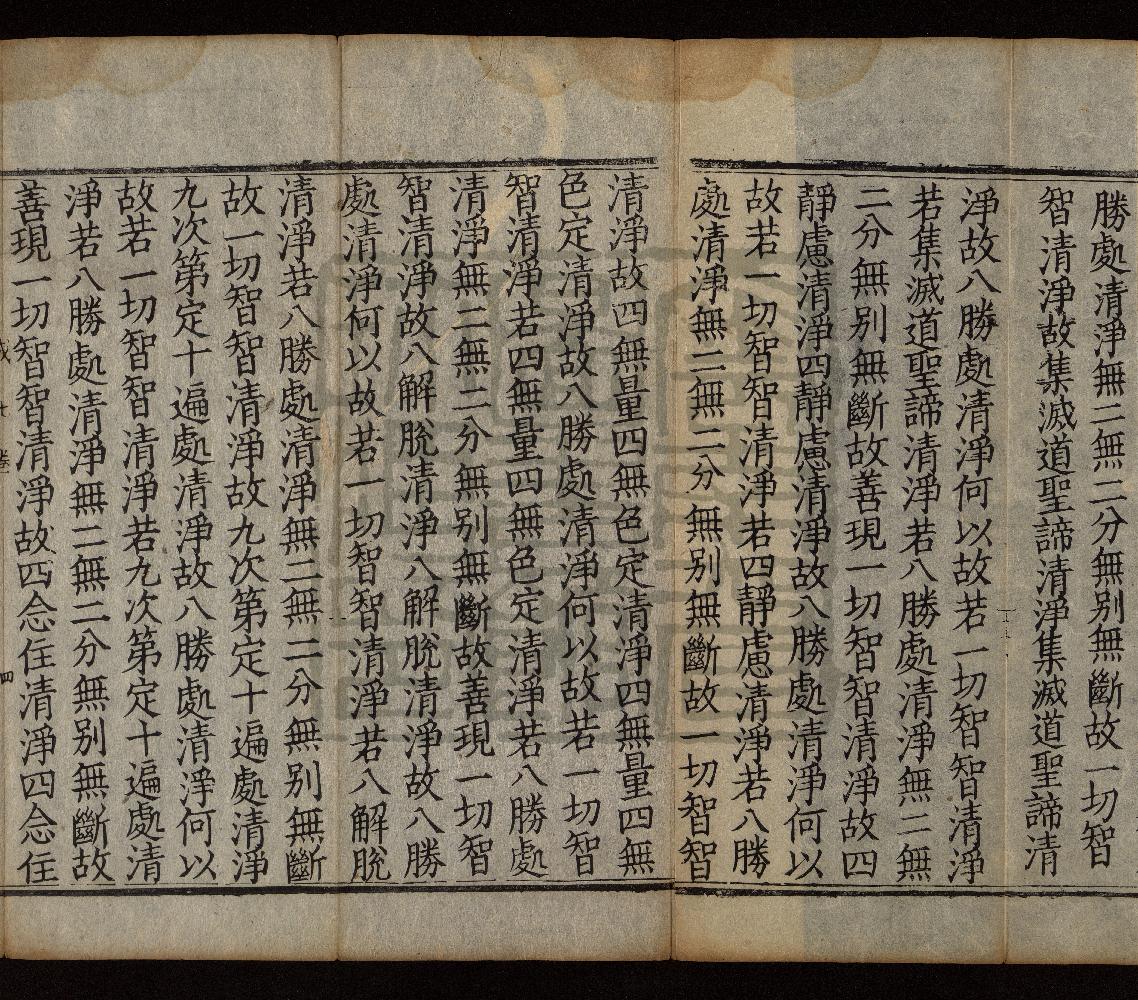 勝處清淨無二無二分無别無斷故一切智
智清淨故集滅道聖諦清淨集滅道聖諦清
淨故八勝處清淨何以故若一切智智清淨
若集滅道聖諦清淨若八勝處清淨無二無
二分無别無斷故善現一切智智清淨故四
靜慮清淨四靜慮清淨故八勝處清淨何以
故若一切智智清淨若四靜慮清淨若八勝
處清淨無二無二分無别無斷故一切智智
清淨故四無量四無色定清淨四無量四無
色定清淨故八勝處清淨何以故若一切智
智清淨若四無量四無色定清淨若八勝處
清淨無二無二分無别無斷故善現一切智
智清淨故八解脫清淨八解脫清淨故八勝
處清淨何以故若一切智智清淨若八解脫
清淨若八勝處清淨無二無二分無别無斷
故一切智智清淨故九次第定十遍處清淨
九次第定十遍處清淨故八勝處清淨何以
故若一切智智清淨若九次第定十遍處清
淨若八勝處清淨無二無二分無别無斷故
善現一切智智清淨故四念住清淨四念住